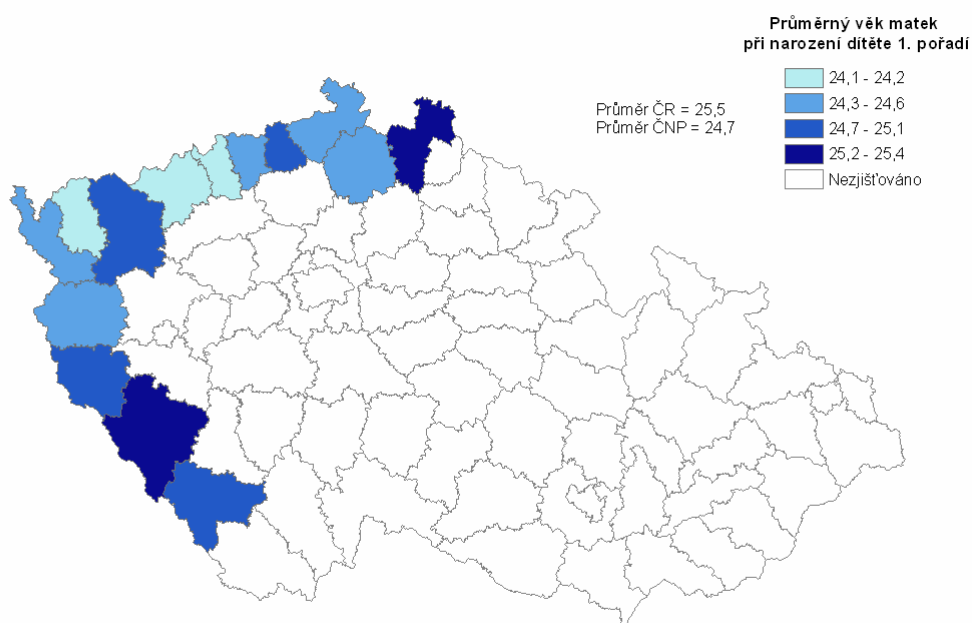 Průměrný věk matek
při narození dítěte 1. pořadí
24,1 - 24,2
24,3 - 24,6
24,7 - 25,1
25,2 - 25,4
Nezjišťováno
Průměr ČR = 25,5
Průměr ČNP = 24,7